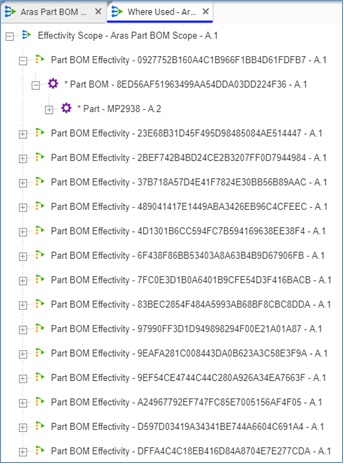 Aras Part BOM ...
Where Used - Ar...
Effectivity Scope - Aras Part BOM Scope - A.1
Part BOM Effectivity - 0927752B160A4C1B966F1BB4D61FDFB7 - A.1
* Part BOM - 8ED56AF51963499AA54DDA03DD224F36 - A.1
* Part - MP2938 - A.2
Part BOM Effectivity - 23E68B31D45F495D98485084AE514447 - A.1
Part BOM Effectivity - 2BEF742B4BD24CE2B3207FF0D7944984 - A.1
Part BOM Effectivity - 37B718A57D4E41F7824E30BB56B89AAC - A.1
Part BOM Effectivity - 489041417E1449ABA3426EB96C4CFEEC - A.1
Part BOM Effectivity - 4D1301B6CC594FC7B594169638EE38F4 - A.1
Part BOM Effectivity - 6F438F86BB53403A8A63B4B9D67906FB - A.1
Part BOM Effectivity - 7FC0E3D1B0A6401B9CFE54D3F416BACB - A.1
Part BOM Effectivity - 83BEC2854F484A5993AB68BF8CBC8DDA - A.1
Part BOM Effectivity - 97990FF3D1D949898294F00E21A01A87 - A.1
Part BOM Effectivity - 9EAFA281C008443DA0B623A3C58E3F9A - A.1
Part BOM Effectivity - 9EF54CE4744C44C280A926A34EA7663F - A.1
Part BOM Effectivity - A24967792EF747FC85E7005156AF4F05 - A.1
Part BOM Effectivity - D597D03419A34341BE744A6604C691A4 - A.1
Part BOM Effectivity - DFFA4C4C18EB416D84A8704E7E277CDA - A.1